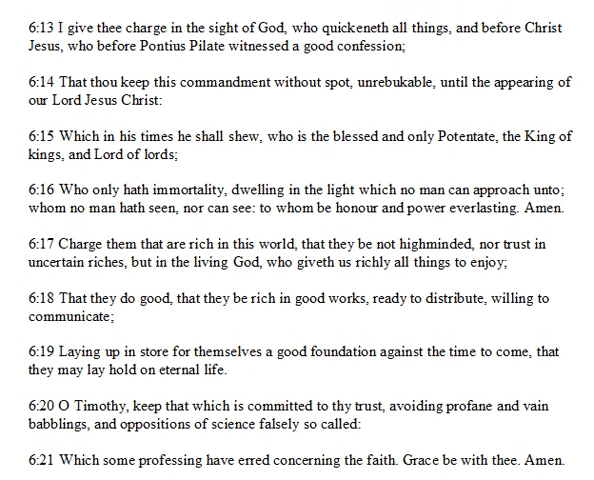 6:13 I give thee charge in the sight of God, who quickeneth all things, and before Christ
Jesus, who before Pontius Pilate witnessed a good confession;
6:14 That thou keep this commandment without spot, unrebukable, until the appearing of
our Lord Jesus Christ:
6:15 Which in his times he shall shew, who is the blessed and only Potentate, the King of
kings, and Lord of lords;
6:16 Who only hath immortality, dwelling in the light which no man can approach unto;
whom no man hath seen, nor can see: to whom be honour and power everlasting. Amen.
6:17 Charge them that are rich in this world, that they be not highminded, nor trust in
uncertain riches, but in the living God, who giveth us richly all things to enjoy;
6:18 That they do good, that they be rich in good works, ready to distribute, willing to
communicate;
6:19 Laying up in store for themselves a good foundation against the time to come, that
they may lay hold on eternal life.
6:20 O Timothy, keep that which is committed to thy trust, avoiding profane and vain
babblings, and oppositions of science falsely so called:
6:21 Which some professing have erred concerning the faith. Grace be with thee. Amen.